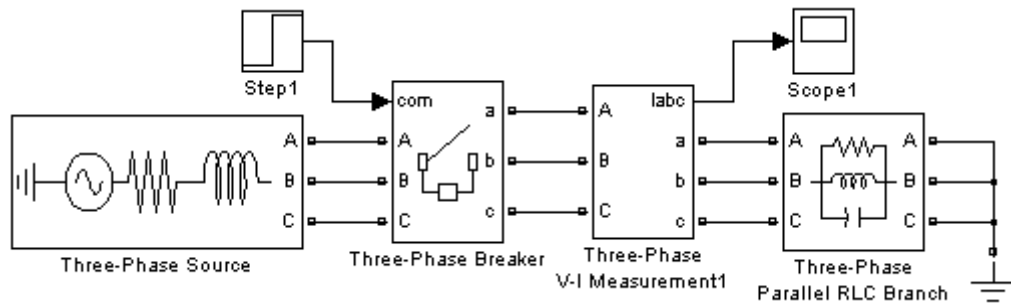 Step1
Scope1
com
Iabc
a
A
A
A
a
A
A
b
B
B
B
B
b
B
B
c
C
C
C
C
c
C
C
Three-Phase Source
Three-Phase Breaker
Three-Phase
V-I Measurement1
Three-Phase
Parallel RLC Branch